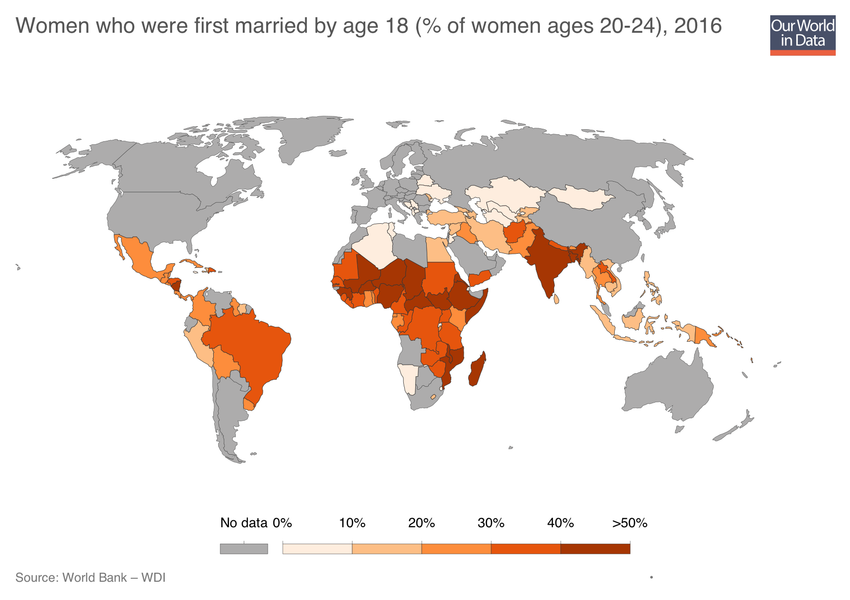 Women who were first married by age 18 (% of women ages 20-24), 2016
Our World
in Data
No data 0% 10% 20% 30% 40% >50%
Source: World Bank – WDI